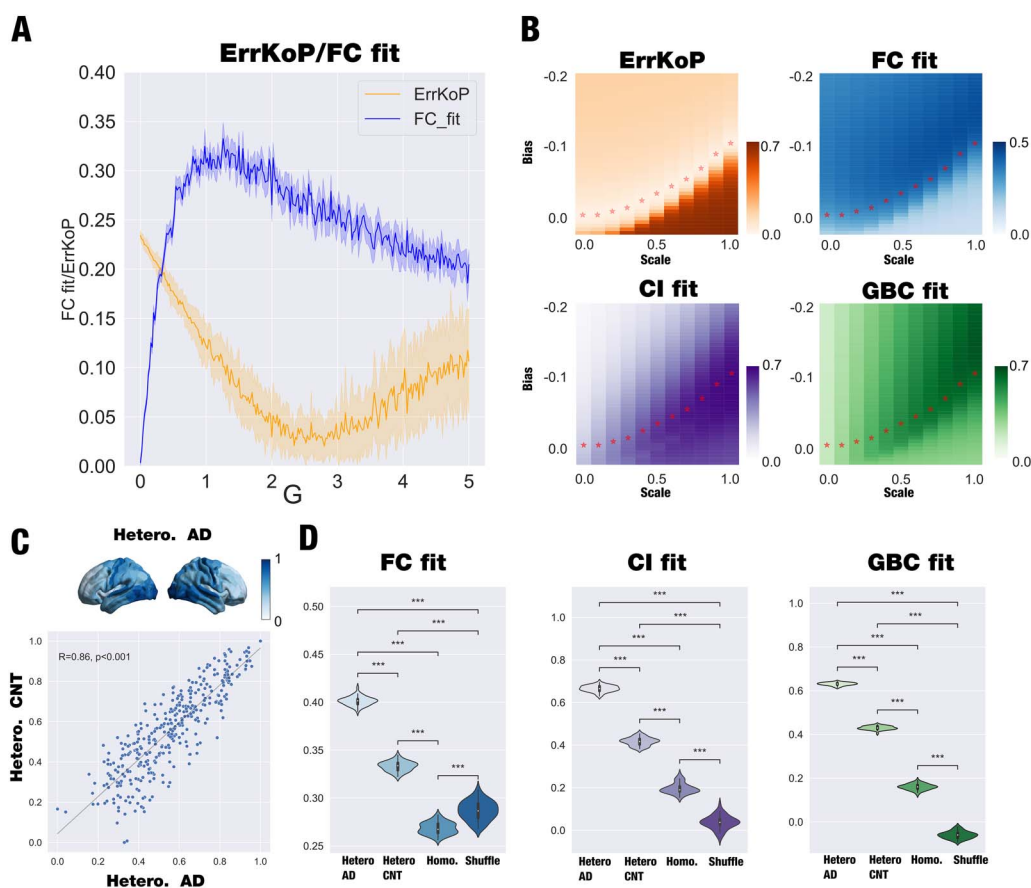 A
ErrKoP/FC fit
FC fit/ErrKoP
0.40
0.35
0.30
0.25
0.20
0.15
0.10
0.05
0.00
ErrKoP
FC_fit
0 1 2 3 4 5
G
B
ErrKoP
Bias
-0.2
-0.1
0.0
0.7
0.0
0.0 0.5 1.0
Scale
FC fit
-0.2
-0.1
0.0
0.5
0.0
0.0 0.5 1.0
Scale
CI fit
Bias
-0.2
-0.1
0.0
0.7
0.0
0.0 0.5 1.0
Scale
GBC fit
-0.2
-0.1
0.0
0.7
0.0
0.0 0.5 1.0
Scale
C
Hetero. AD
1
0
Hetero. CNT
1.0
0.8
0.6
0.4
0.2
0.0
R=0.86, p<0.001
0.0 0.2 0.4 0.6 0.8 1.0
Hetero. AD
D
FC fit
0.50
0.45
0.40
0.35
0.30
0.25
***
***
***
***
***
***
Hetero Hetero Homo. Shuffle
AD CNT
CI fit
1.0
0.8
0.6
0.4
0.2
0.0
***
***
***
***
***
***
Hetero Hetero Homo. Shuffle
AD CNT
GBC fit
1.0
0.8
0.6
0.4
0.2
0.0
***
***
***
***
***
***
Hetero Hetero Homo. Shuffle
AD CNT